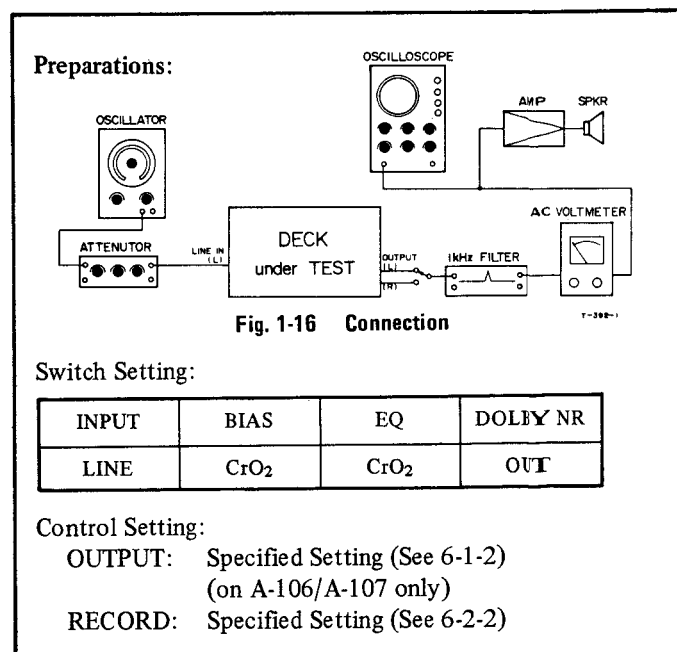 Preparations:
OSCILLOSCOPE
AMP SPKR
OSCILLATOR
AC VOLTMETER
ATTENUTOR
LINE IN
(L)
DECK
under TEST
OUTPUT
(L)
(R)
1kHz FILTER
Fig. 1-16 Connection
T-392-1
Switch Setting:
INPUT BIAS EQ DOLBY NR
LINE CrO2 CrO2 OUT
Control Setting:
OUTPUT: Specified Setting (See 6-1-2)
(on A-106/A-107 only)
RECORD: Specified Setting (See 6-2-2)